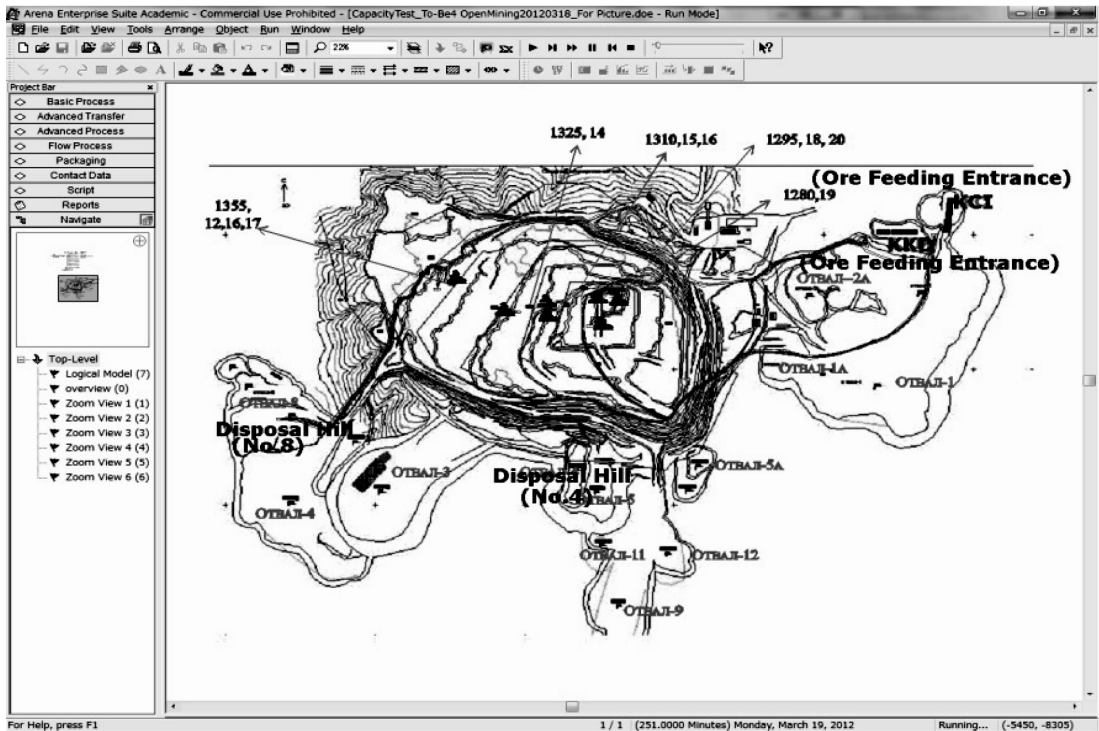 Arena Enterprise Suite Academic - Commercial Use Prohibited - [CapacityTest_To-Be4 OpenMining20120318_For Picture.doe - Run Mode]
File Edit View Tools Arrange Object Run Window Help
22%
Project Bar
Basic Process
Advanced Transfer
Advanced Process
Flow Process
Packaging
Contact Data
Script
Reports
Navigate
Top-Level
Logical Model (7)
overview (0)
Zoom View 1 (1)
Zoom View 2 (2)
Zoom View 3 (3)
Zoom View 4 (4)
Zoom View 5 (5)
Zoom View 6 (6)
1325, 14
1310,15,16
1295, 18, 20
(Ore Feeding Entrance)
1280,19
KCI
1355,
12,16,17
(Ore Feeding Entrance)
ОТВАЛ-2А
ОТВАЛ-1А
ОТВАЛ-1
Disposal Hill
(No.8)
ОТВАЛ-3
Disposal Hill
(No.4)
ОТВАЛ-5А
ОТВАЛ-4
ОТВАЛ-11
ОТВАЛ-12
ОТВАЛ-9
For Help, press F1
1 / 1 (251.0000 Minutes) Monday, March 19, 2012
Running...
(-5450, -8305)